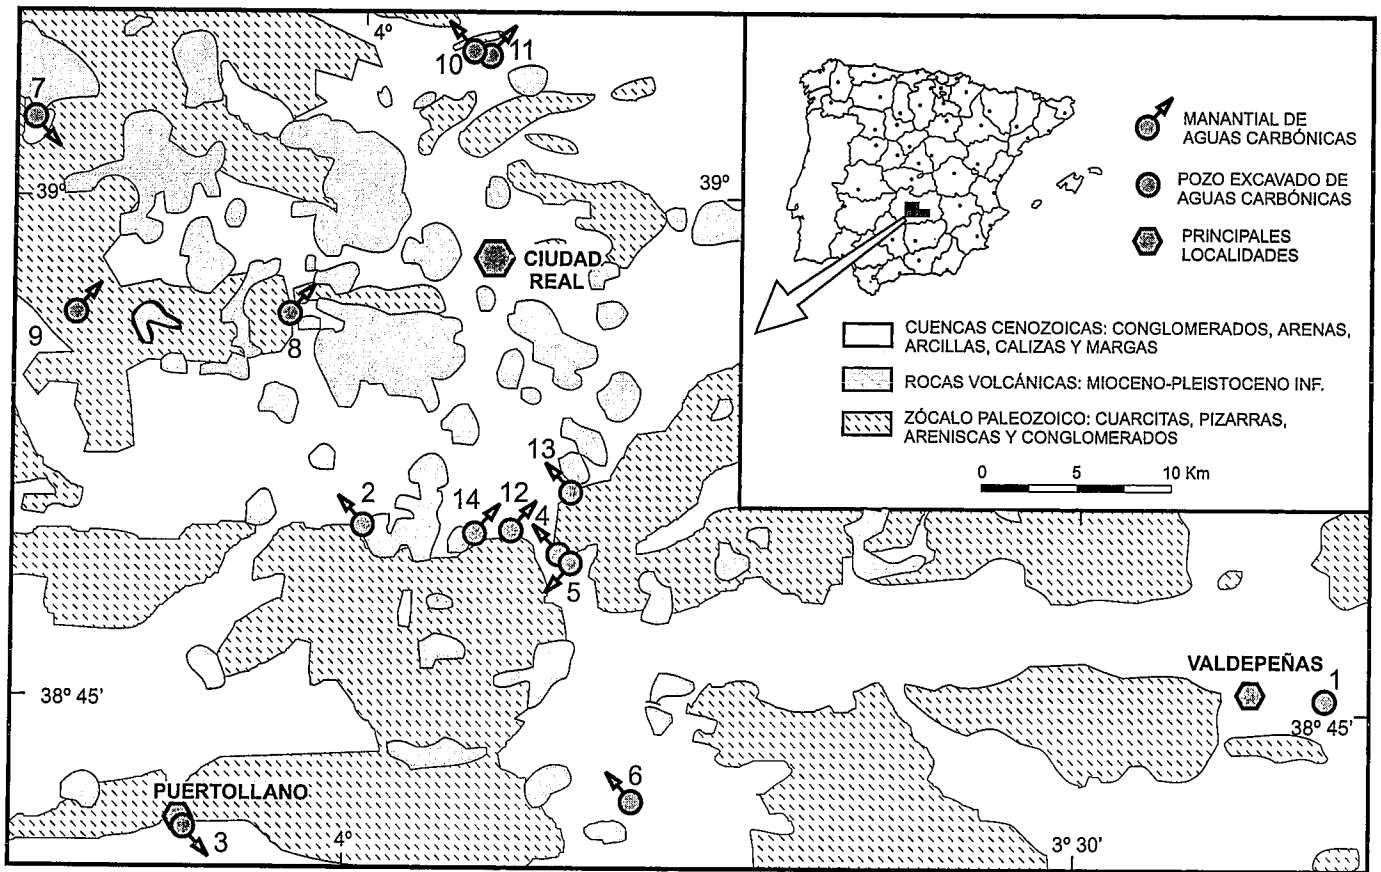 4º
10
11
7
39º
39º
CIUDAD
REAL
9
8
13
2
14
12
4
5
38º 45'
VALDEPEÑAS
1
38º 45'
PUERTOLLANO
3
6
4º
3º 30'
MANANTIAL DE
AGUAS CARBÓNICAS
POZO EXCAVADO DE
AGUAS CARBÓNICAS
PRINCIPALES
LOCALIDADES
CUENCAS CENOZOICAS: CONGLOMERADOS, ARENAS,
ARCILLAS, CALIZAS Y MARGAS
ROCAS VOLCÁNICAS: MIOCENO-PLEISTOCENO INF.
ZÓCALO PALEOZOICO: CUARCITAS, PIZARRAS,
ARENISCAS Y CONGLOMERADOS
0 5 10 Km